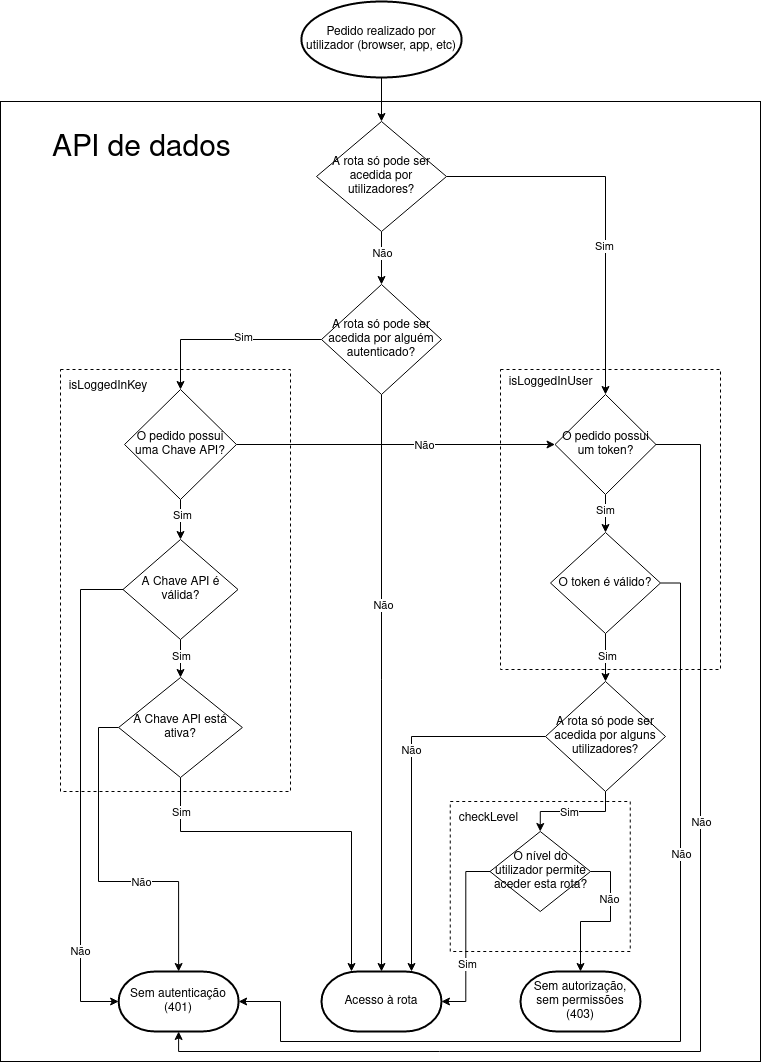 Pedido realizado por
utilizador (browser, app, etc)
API de dados
A rota só pode ser
acedida por
utilizadores?
Sim
Não
A rota só pode ser
acedida por alguém
autenticado?
Sim
isLoggedInKey
isLoggedInUser
O pedido possui
uma Chave API?
Não
O pedido possui
um token?
Sim
Sim
A Chave API é
válida?
O token é válido?
Não
Sim
Sim
A Chave API está
ativa?
A rota só pode ser
acedida por alguns
utilizadores?
Não
Sim
checkLevel
Sim
Não
O nível do
utilizador permite
aceder esta rota?
Não
Não
Não
Não
Sim
Sem autenticação
(401)
Acesso à rota
Sem autorização,
sem permissões
(403)